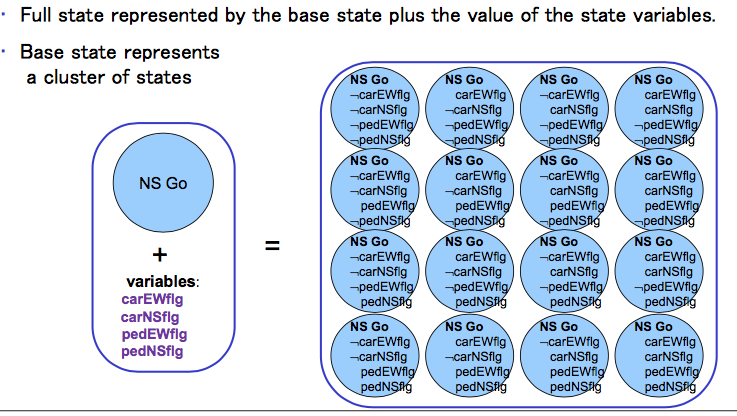 · Full state represented by the base state plus the value of the state variables.
· Base state represents
a cluster of states
NS Go
+
variables:
carEWflg
carNSflg
pedEWflg
pedNSflg
=
NS Go
¬carEWflg
¬carNSflg
¬pedEWflg
¬pedNSflg
NS Go
carEWflg
¬carNSflg
¬pedEWflg
¬pedNSflg
NS Go
¬carEWflg
carNSflg
¬pedEWflg
¬pedNSflg
NS Go
carEWflg
carNSflg
¬pedEWflg
¬pedNSflg
NS Go
¬carEWflg
¬carNSflg
pedEWflg
¬pedNSflg
NS Go
carEWflg
¬carNSflg
pedEWflg
¬pedNSflg
NS Go
¬carEWflg
carNSflg
pedEWflg
¬pedNSflg
NS Go
carEWflg
carNSflg
pedEWflg
¬pedNSflg
NS Go
¬carEWflg
¬carNSflg
¬pedEWflg
pedNSflg
NS Go
carEWflg
¬carNSflg
¬pedEWflg
pedNSflg
NS Go
¬carEWflg
carNSflg
¬pedEWflg
pedNSflg
NS Go
carEWflg
carNSflg
¬pedEWflg
pedNSflg
NS Go
¬carEWflg
¬carNSflg
pedEWflg
pedNSflg
NS Go
carEWflg
¬carNSflg
pedEWflg
pedNSflg
NS Go
¬carEWflg
carNSflg
pedEWflg
pedNSflg
NS Go
carEWflg
carNSflg
pedEWflg
pedNSflg